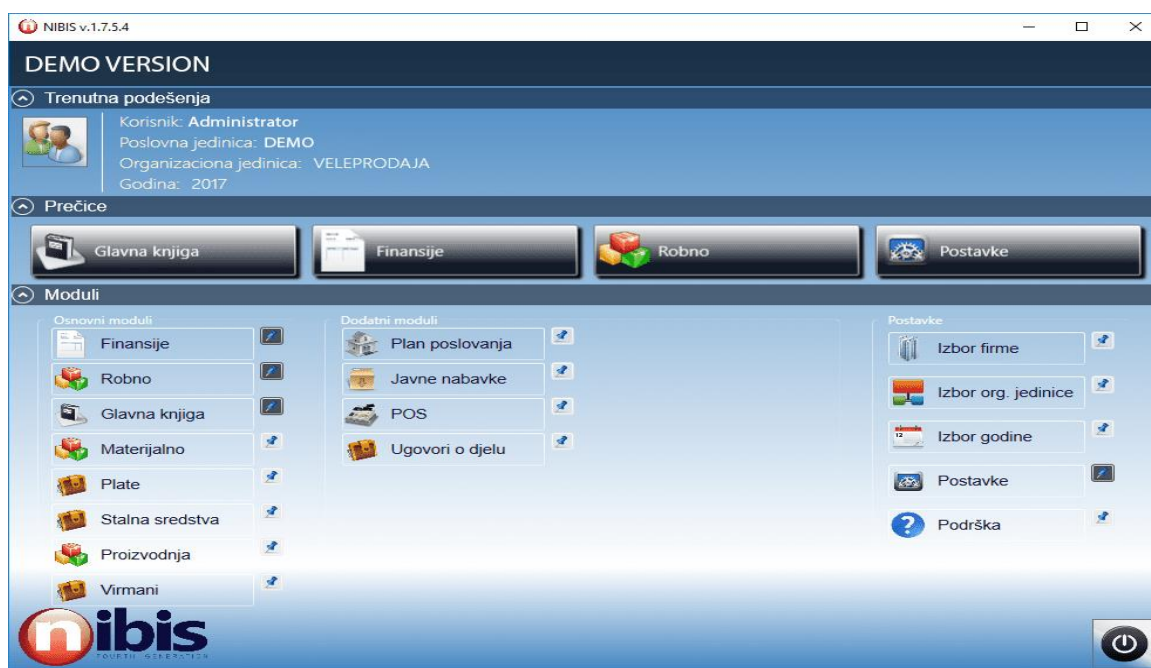 NIBIS v.1.7.5.4
DEMO VERSION
Trenutna podešenja
Korisnik: Administrator
Poslovna jedinica: DEMO
Organizaciona jedinica: VELEPRODAJA
Godina: 2017
Prečice
Glavna knjiga
Finansije
Robno
Postavke
Moduli
Osnovni moduli
Finansije
Robno
Glavna knjiga
Materijalno
Plate
Stalna sredstva
Proizvodnja
Virmani
Dodatni moduli
Plan poslovanja
Javne nabavke
POS
Ugovori o djelu
Postavke
Izbor firme
Izbor org. jedinice
Izbor godine
Postavke
Podrška
nibis
FOURTH GENERATION